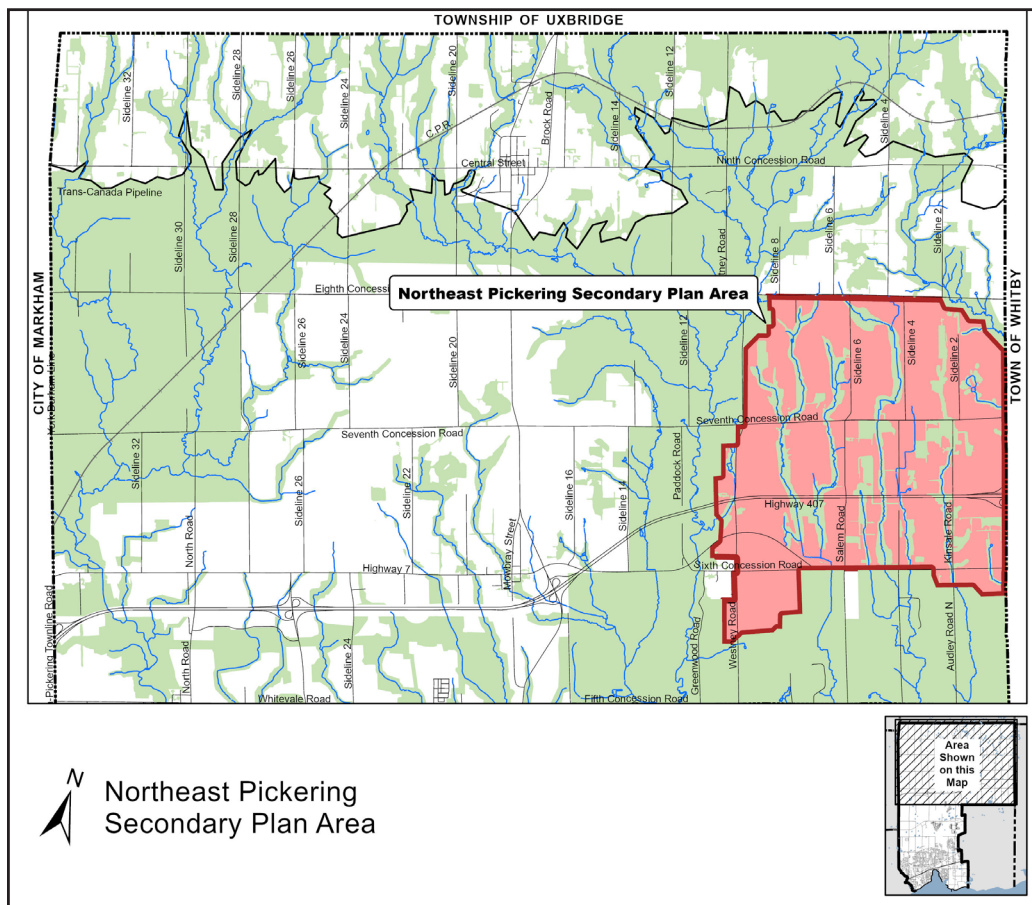 TOWNSHIP OF UXBRIDGE
Sideline 32
Sideline 28
Sideline 26
Sideline 24
Sideline 20
Sideline 14
Sideline 12
Sideline 4
C.P.R.
Brock Road
Central Street
Ninth Concession Road
Trans-Canada Pipeline
Sideline 30
Sideline 28
Sideline 8
Sideline 6
Sideline 2
tney Road
CITY OF MARKHAM
TOWN OF WHITBY
Eighth Concessi
Northeast Pickering Secondary Plan Area
Sideline 26
Sideline 24
Sideline 20
Sideline 12
Sideline 6
Sideline 4
Sideline 2
Seventh Concession Road
Seventh Concession Road
Sideline 32
Sideline 26
Sideline 22
Sideline 16
Sideline 14
Paddock Road
Highway 407
North Road
Mowbray Street
Salem Road
Kinsale Road
Highway 7
Sixth Concession Road
-Pickering Townline Road
North Road
Sideline 24
Greenwood Road
Westney Road
Audley Road N
Whitevale Road
Fifth Concession Road
N
Northeast Pickering
Secondary Plan Area
Area
Shown
on this
Map